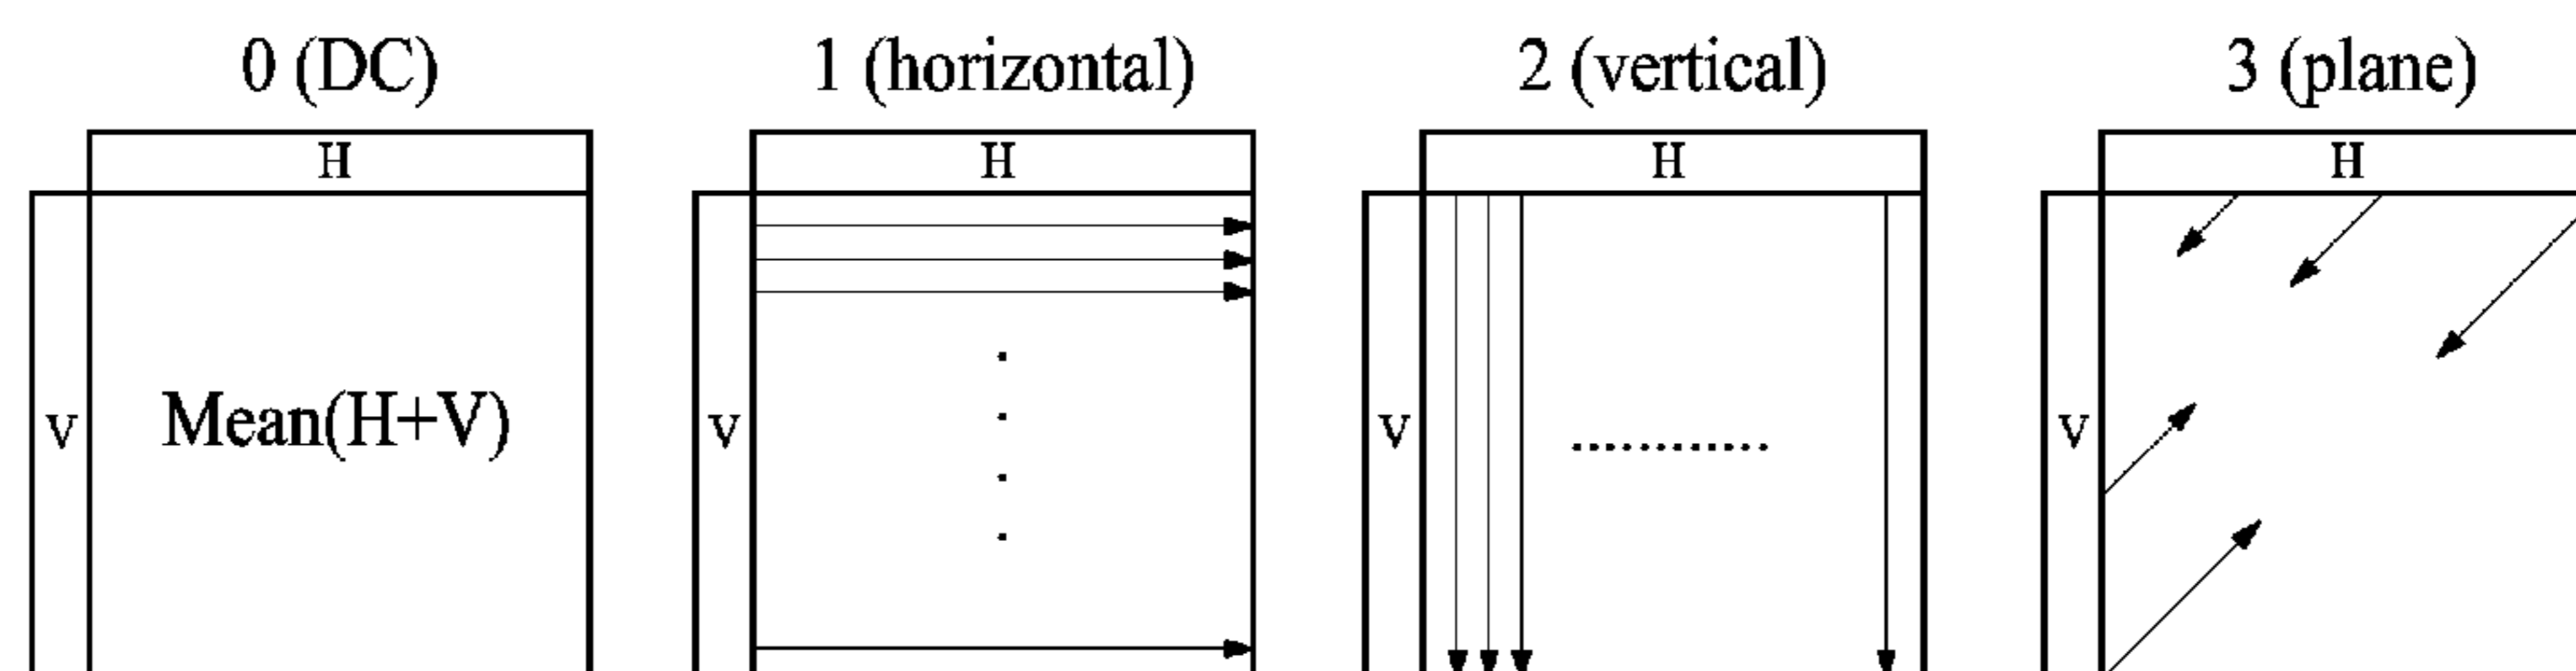 0 (DC)
1 (horizontal)
2 (vertical)
3 (plane)
H
H
H
H
V
Mean(H+V)
V
V
V